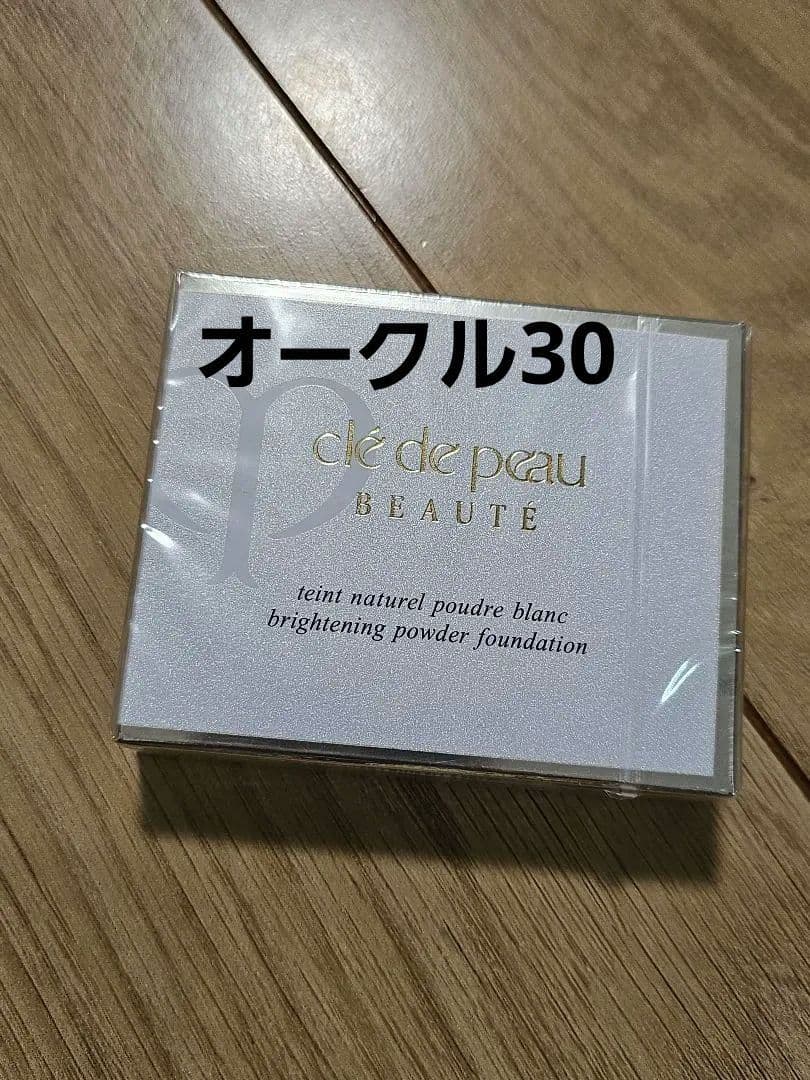 オークル30
clé de peau
BEAUTÉ
teint naturel poudre blanc
brightening powder foundation